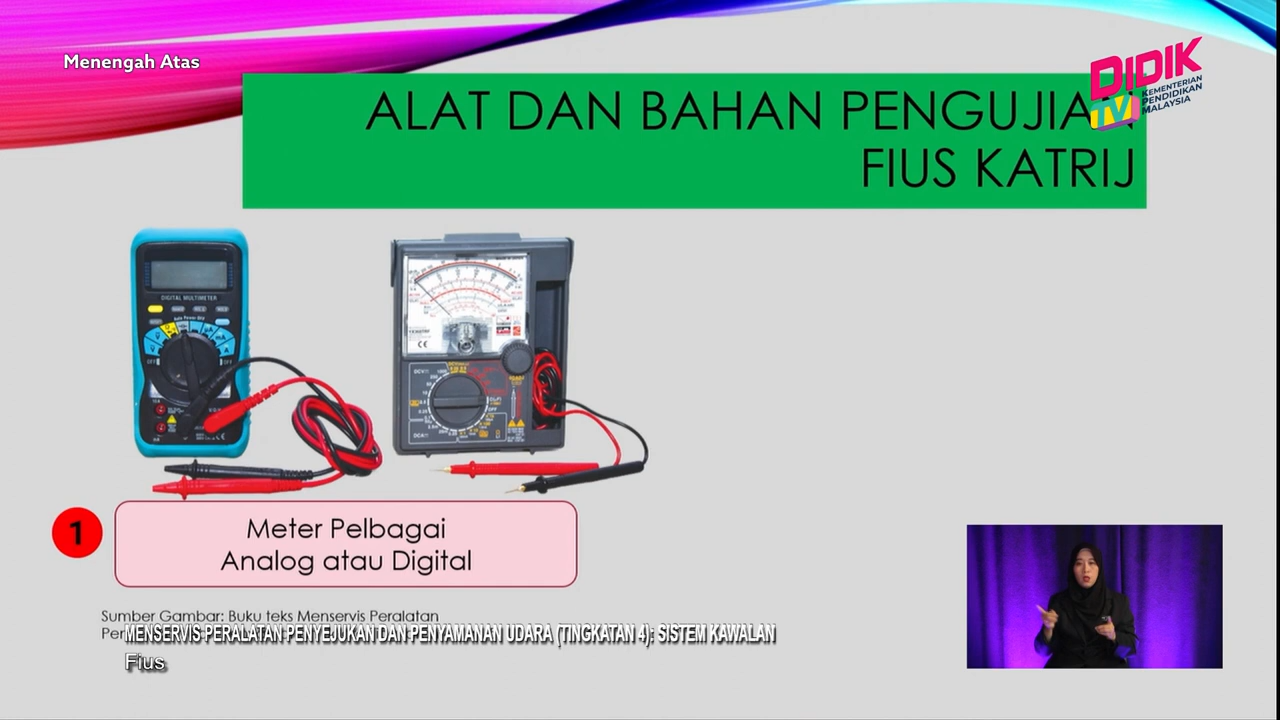 Menengah Atas
DIDIK
TV
KEMENTERIAN
PENDIDIKAN
MALAYSIA
ALAT DAN BAHAN PENGUJIAN
FIUS KATRIJ
DIGITAL MULTIMETER
OFF
OFF
1
Meter Pelbagai
Analog atau Digital
Sumber Gambar: Buku teks Menservis Peralatan
MENSERVIS PERALATAN PENYEJUKAN DAN PENYAMANAN UDARA (TINGKATAN 4): SISTEM KAWALAN
Fius